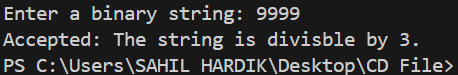 Enter a binary string: 9999
Accepted: The string is divisble by 3.
PS C:\Users\SAHIL HARDIK\Desktop\CD File>